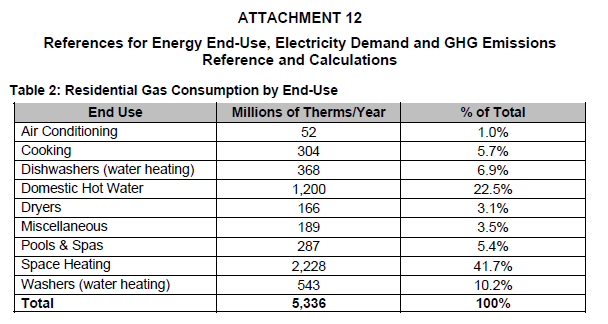 ATTACHMENT 12
References for Energy End-Use, Electricity Demand and GHG Emissions
Reference and Calculations
Table 2: Residential Gas Consumption by End-Use
End Use Millions of Therms/Year % of Total
Air Conditioning 52 1.0%
Cooking 304 5.7%
Dishwashers (water heating) 368 6.9%
Domestic Hot Water 1,200 22.5%
Dryers 166 3.1%
Miscellaneous 189 3.5%
Pools & Spas 287 5.4%
Space Heating 2,228 41.7%
Washers (water heating) 543 10.2%
Total 5,336 100%